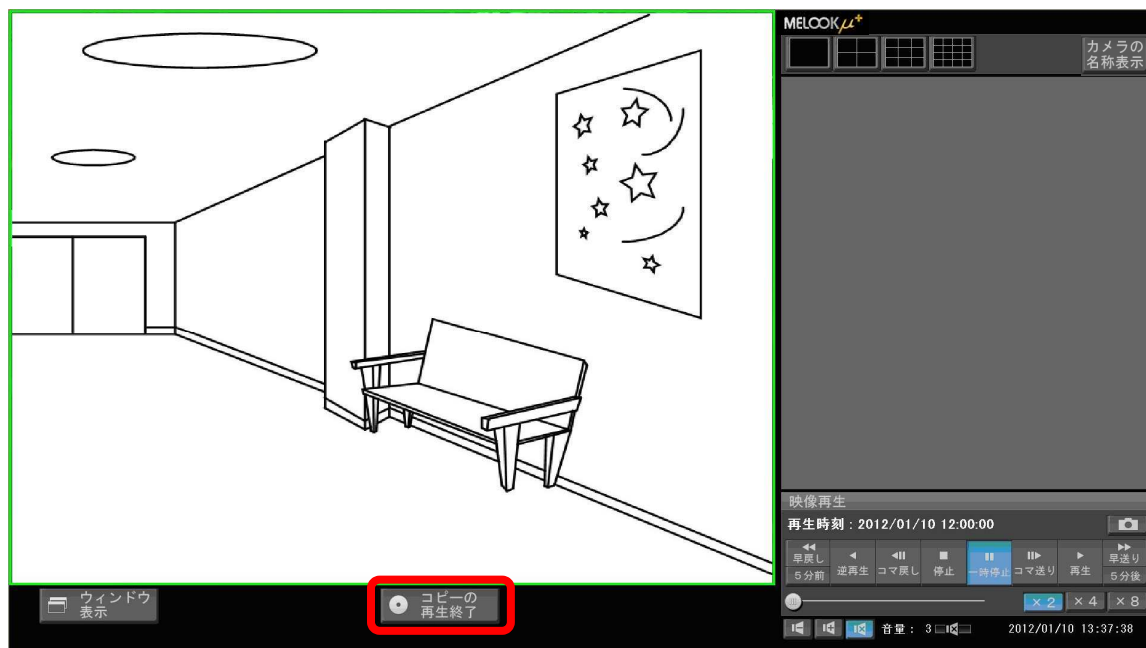 MELOOKμ+
カメラの
名称表示
映像再生
再生時刻 : 2012/01/10 12:00:00
早戻し
5分前
逆再生
コマ戻し
停止
一時停止
コマ送り
再生
早送り
5分後
×2
×4
×8
音量 : 3
2012/01/10 13:37:38
ウィンドウ
表示
コピーの
再生終了